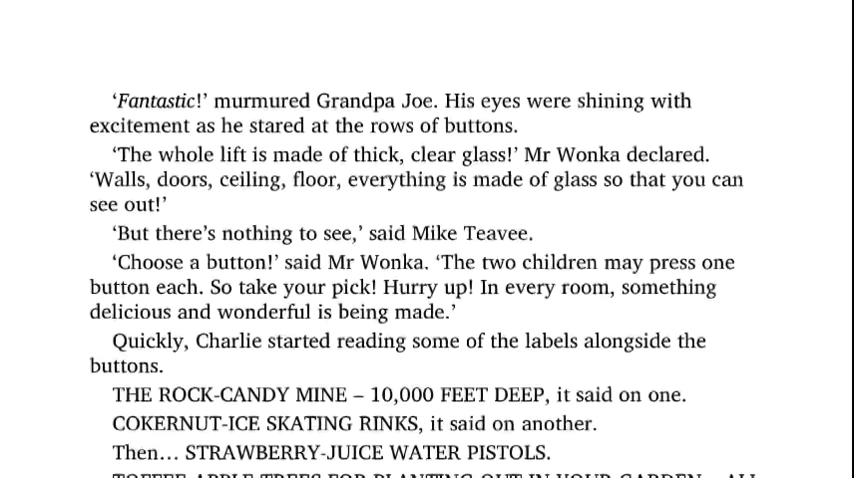 ‘Fantastic!’ murmured Grandpa Joe. His eyes were shining with
excitement as he stared at the rows of buttons.
‘The whole lift is made of thick, clear glass!’ Mr Wonka declared.
‘Walls, doors, ceiling, floor, everything is made of glass so that you can
see out!’
‘But there’s nothing to see,’ said Mike Teavee.
‘Choose a button!’ said Mr Wonka. ‘The two children may press one
button each. So take your pick! Hurry up! In every room, something
delicious and wonderful is being made.’
Quickly, Charlie started reading some of the labels alongside the
buttons.
THE ROCK-CANDY MINE – 10,000 FEET DEEP, it said on one.
COKERNUT-ICE SKATING RINKS, it said on another.
Then… STRAWBERRY-JUICE WATER PISTOLS.
TOFFEE-APPLE TREES FOR PLANTING OUT IN YOUR GARDEN – ALL